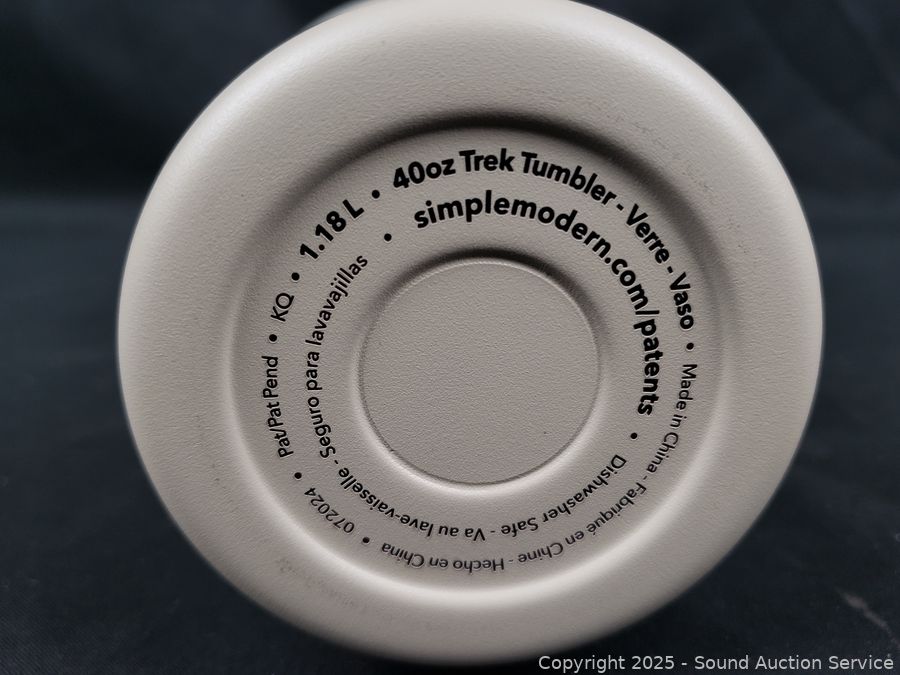 40oz Trek Tumbler - Verre - Vaso • Made in China - Fabriqué en Chine - Hecho en China • 072024 • Pat/Pat Pend • KQ • 1.18 L •
simplemodern.com/patents • Dishwasher Safe - Va au lave-vaisselle - Seguro para lavavajillas •
Copyright 2025 - Sound Auction Service